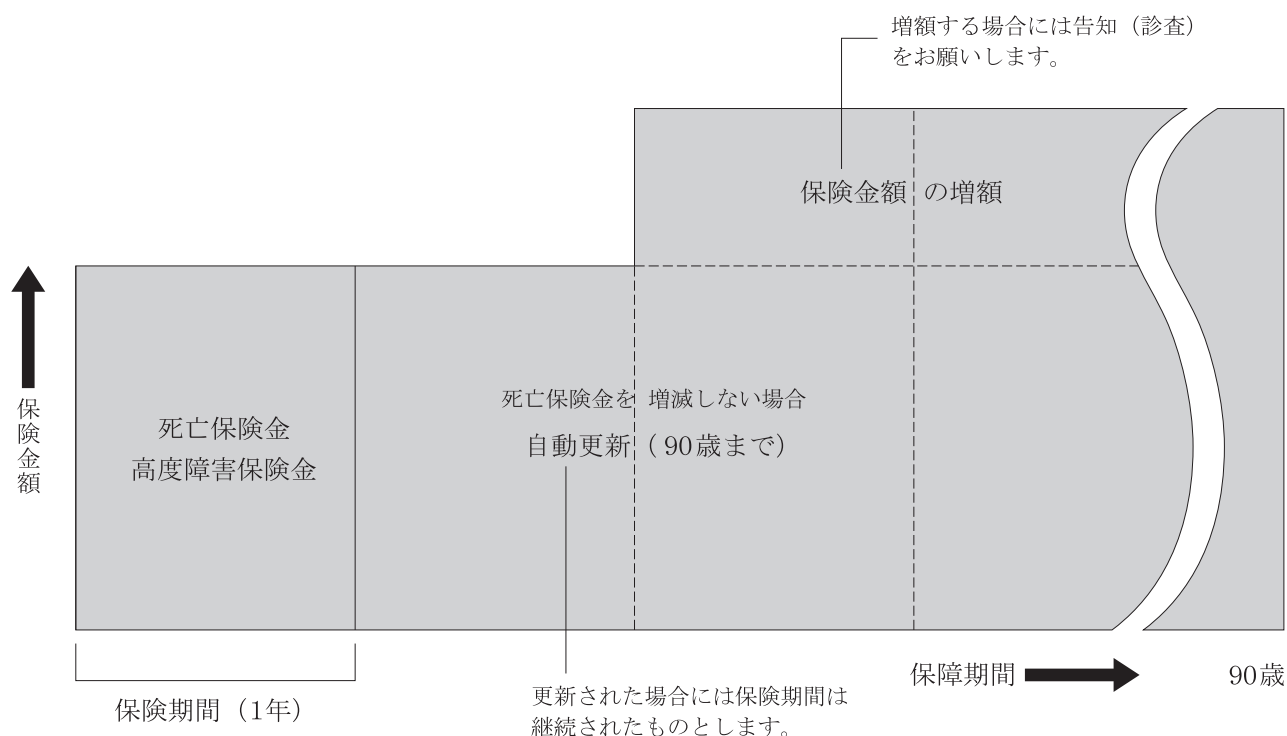 増額する場合には告知（診査）
をお願いします。
保険金額の増額
保険金額
死亡保険金
高度障害保険金
死亡保険金を増減しない場合
自動更新（90歳まで）
保障期間
90歳
保険期間（1年）
更新された場合には保険期間は
継続されたものとします。